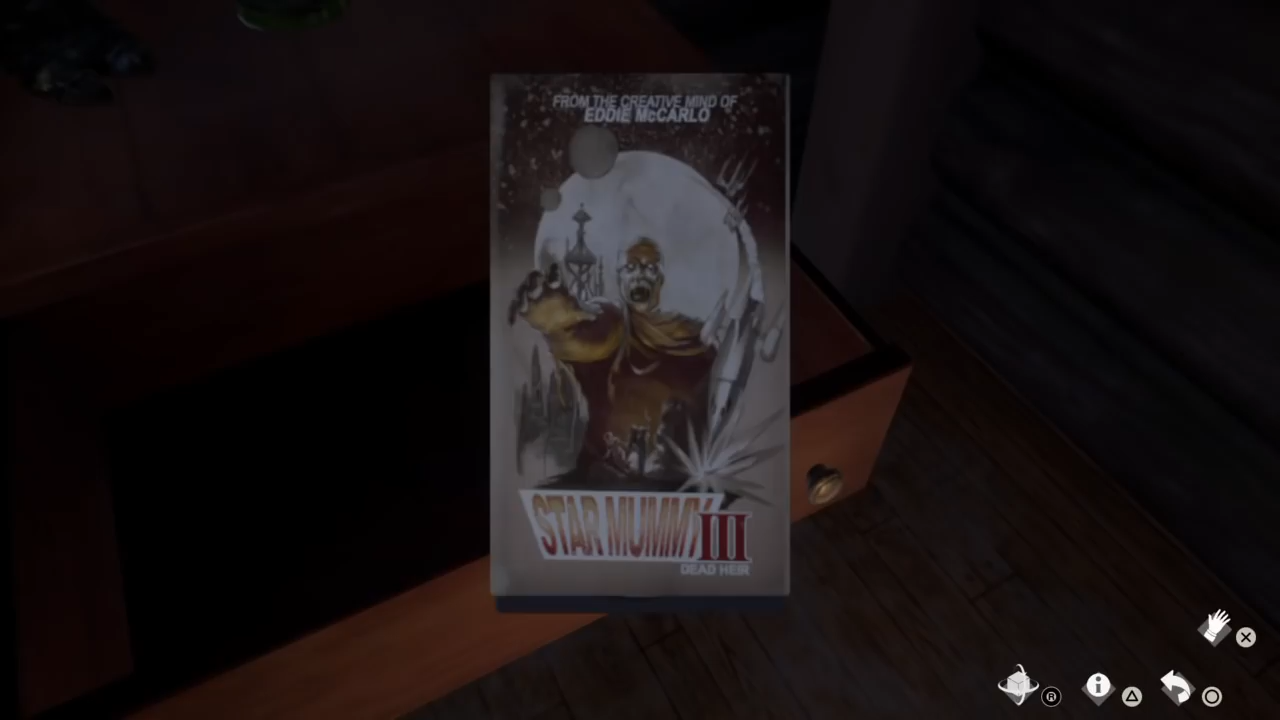 FROM THE CREATIVE MIND OF
EDDIE McCARLO
STAR MUMMY III
DEAD HEIR
R